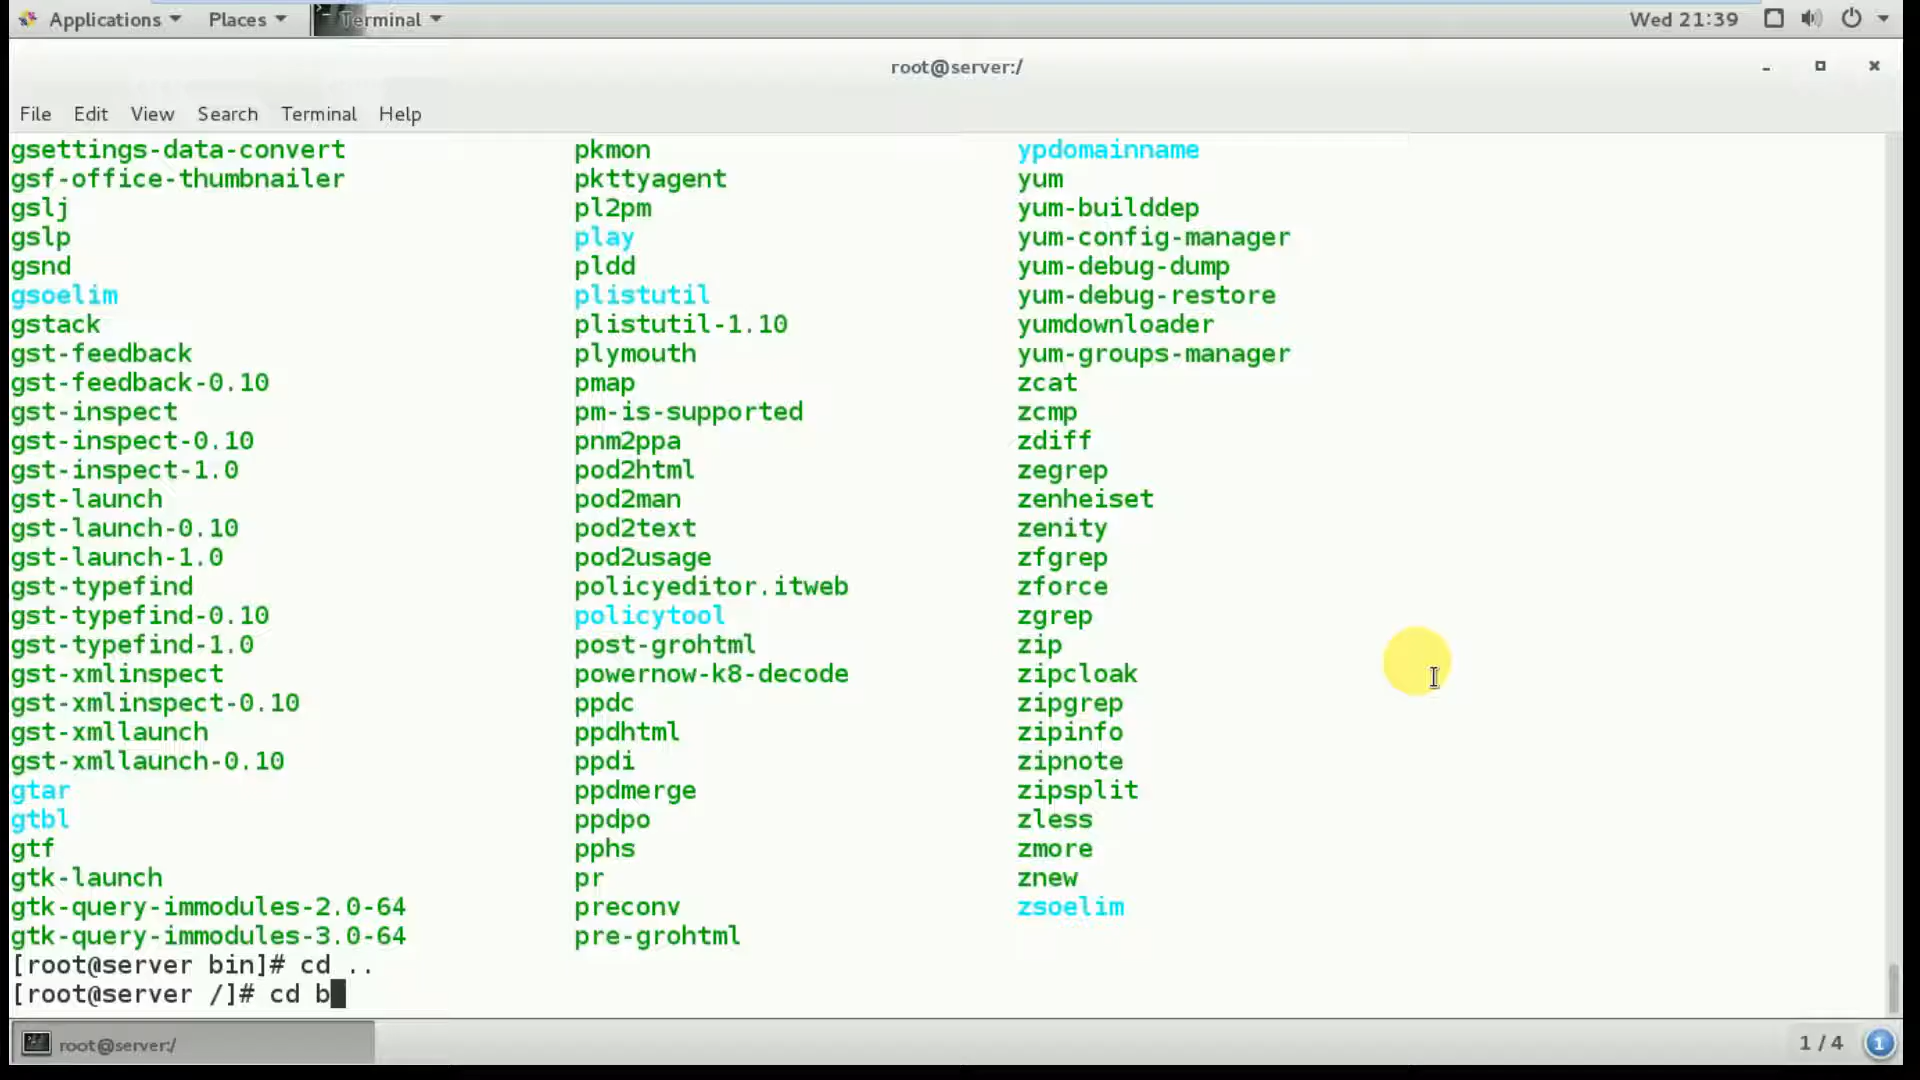 Applications Places Terminal Wed 21:39
root@server:/
File Edit View Search Terminal Help
gsettings-data-convert pkmon ypdomainname
gsf-office-thumbnailer pkttyagent yum
gslj pl2pm yum-builddep
gslp play yum-config-manager
gsnd pldd yum-debug-dump
gsoelim plistutil yum-debug-restore
gstack plistutil-1.10 yumdownloader
gst-feedback plymouth yum-groups-manager
gst-feedback-0.10 pmap zcat
gst-inspect pm-is-supported zcmp
gst-inspect-0.10 pnm2ppa zdiff
gst-inspect-1.0 pod2html zegrep
gst-launch pod2man zenheiset
gst-launch-0.10 pod2text zenity
gst-launch-1.0 pod2usage zfgrep
gst-typefind policyeditor.itweb zforce
gst-typefind-0.10 policytool zgrep
gst-typefind-1.0 post-grohtml zip
gst-xmlinspect powernow-k8-decode zipcloak
gst-xmlinspect-0.10 ppdc zipgrep
gst-xmllaunch ppdhtml zipinfo
gst-xmllaunch-0.10 ppdi zipnote
gtar ppdmerge zipsplit
gtbl ppdpo zless
gtf pphs zmore
gtk-launch pr znew
gtk-query-immodules-2.0-64 preconv zsoelim
gtk-query-immodules-3.0-64 pre-grohtml
[root@server bin]# cd ..
[root@server /]# cd b
root@server:/ 1 / 4 1